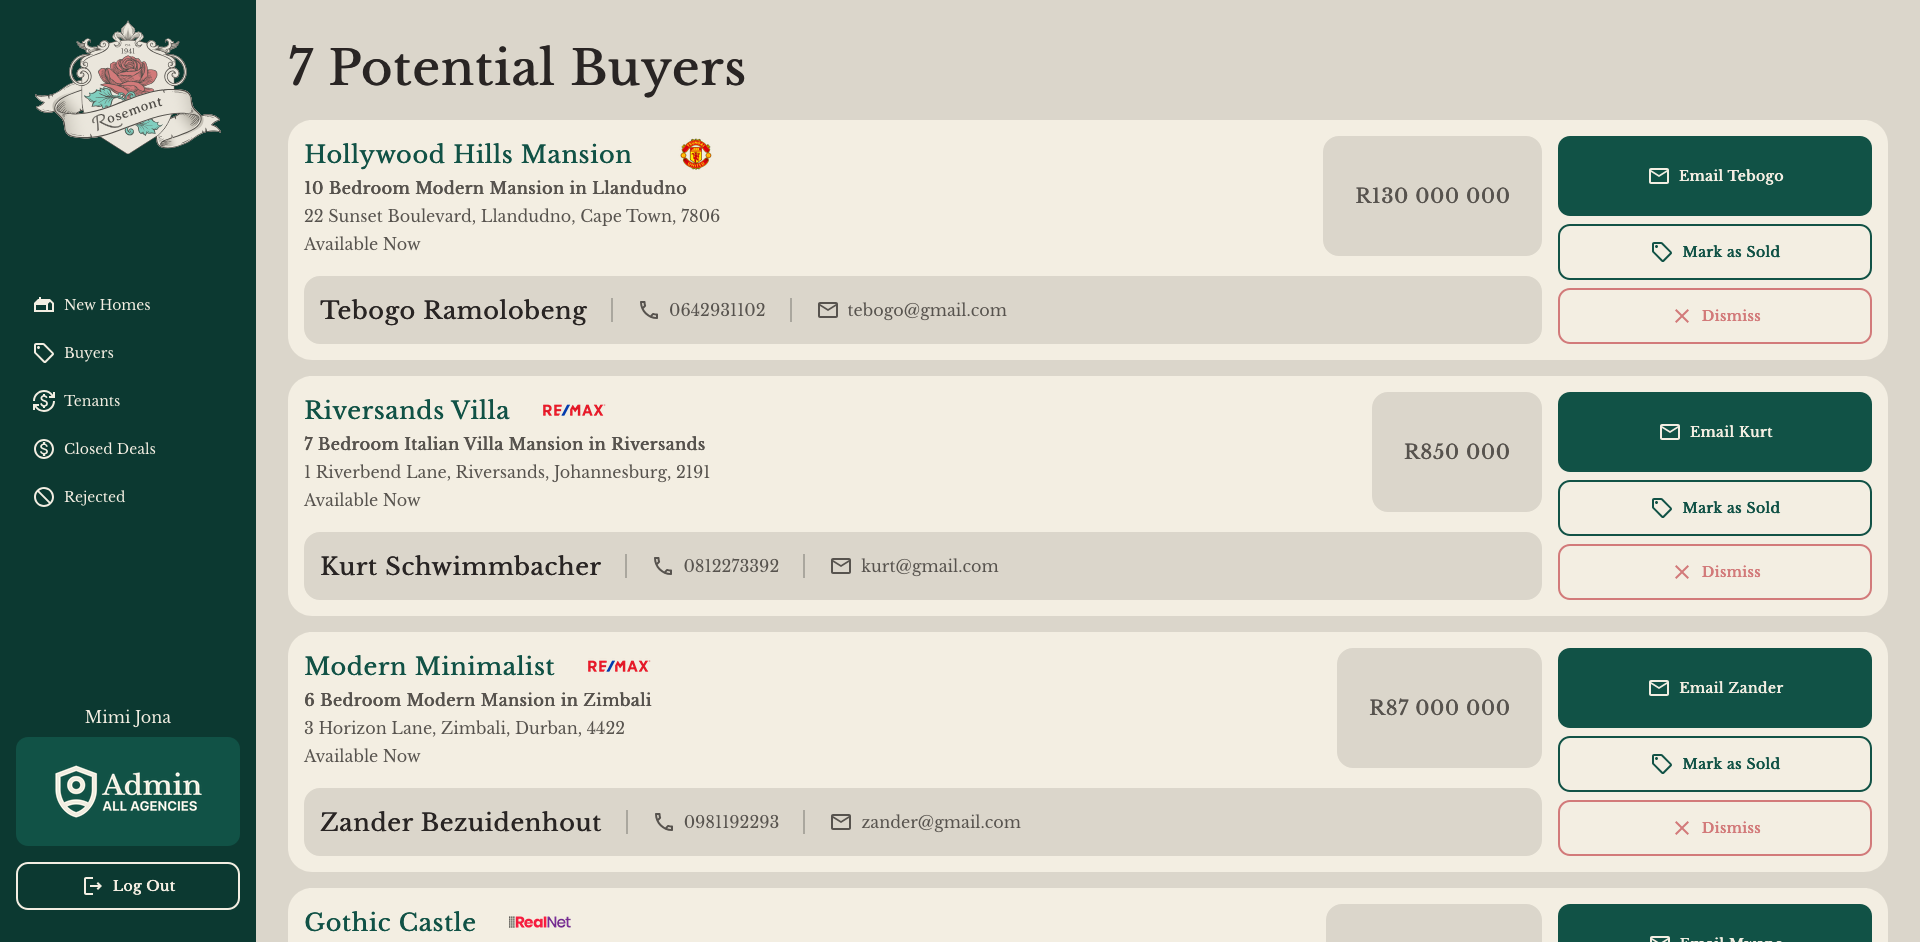 1941
Rosemont
New Homes
Buyers
Tenants
Closed Deals
Rejected
Mimi Jona
Admin
ALL AGENCIES
Log Out
7 Potential Buyers
Hollywood Hills Mansion
10 Bedroom Modern Mansion in Llandudno
22 Sunset Boulevard, Llandudno, Cape Town, 7806
Available Now
R130 000 000
Tebogo Ramolobeng
0642931102
tebogo@gmail.com
Email Tebogo
Mark as Sold
Dismiss
Riversands Villa
RE/MAX
7 Bedroom Italian Villa Mansion in Riversands
1 Riverbend Lane, Riversands, Johannesburg, 2191
Available Now
R850 000
Kurt Schwimmbacher
0812273392
kurt@gmail.com
Email Kurt
Mark as Sold
Dismiss
Modern Minimalist
RE/MAX
6 Bedroom Modern Mansion in Zimbali
3 Horizon Lane, Zimbali, Durban, 4422
Available Now
R87 000 000
Zander Bezuidenhout
0981192293
zander@gmail.com
Email Zander
Mark as Sold
Dismiss
Gothic Castle
RealNet
Email